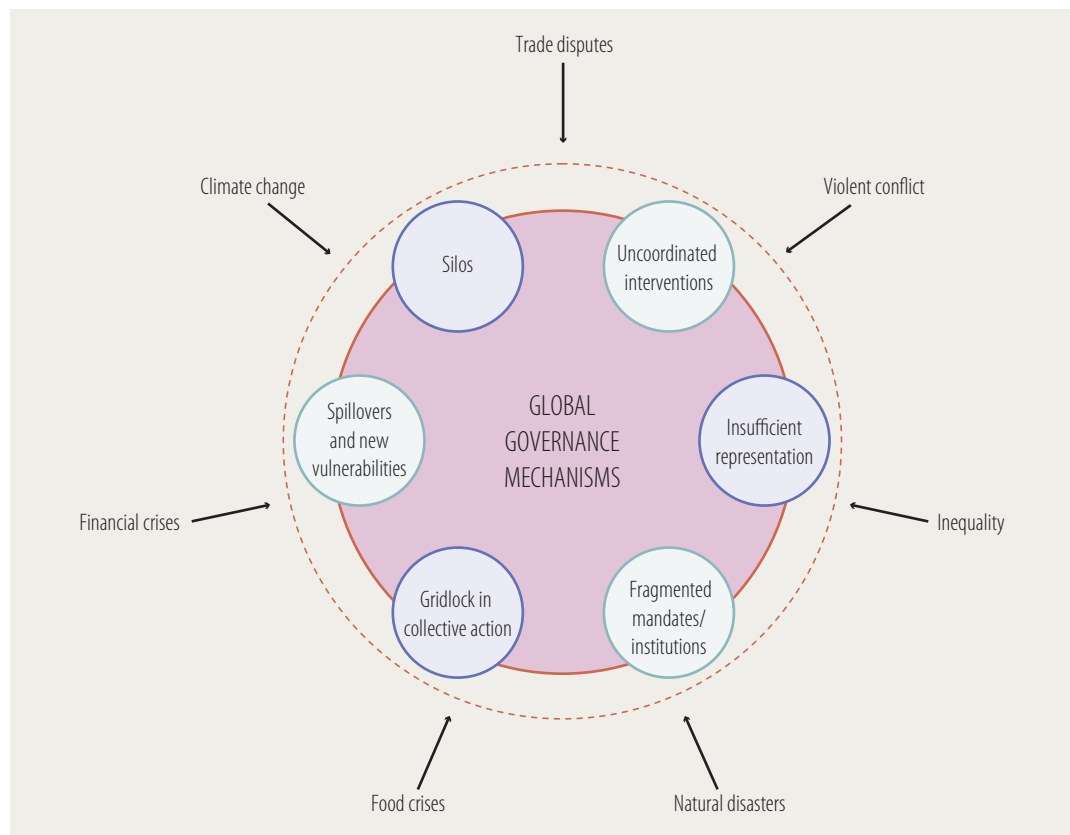 Trade disputes
Climate change
Violent conflict
Silos
Uncoordinated
interventions
Spillovers
and new
vulnerabilities
GLOBAL
GOVERNANCE
MECHANISMS
Insufficient
representation
Financial crises
Inequality
Gridlock in
collective action
Fragmented
mandates/
institutions
Food crises
Natural disasters